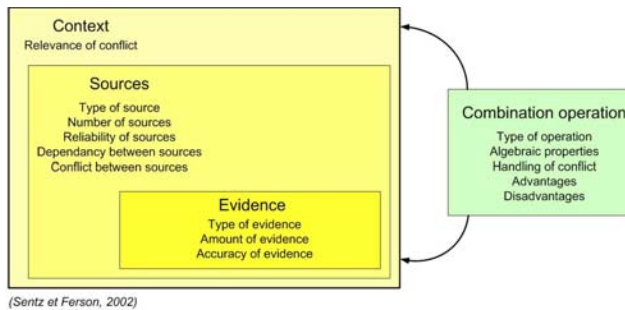 Context
Relevance of conflict
Sources
Type of source
Number of sources
Reliability of sources
Dependancy between sources
Conflict between sources
Evidence
Type of evidence
Amount of evidence
Accuracy of evidence
Combination operation
Type of operation
Algebraic properties
Handling of conflict
Advantages
Disadvantages
(Sentz et Ferson, 2002)